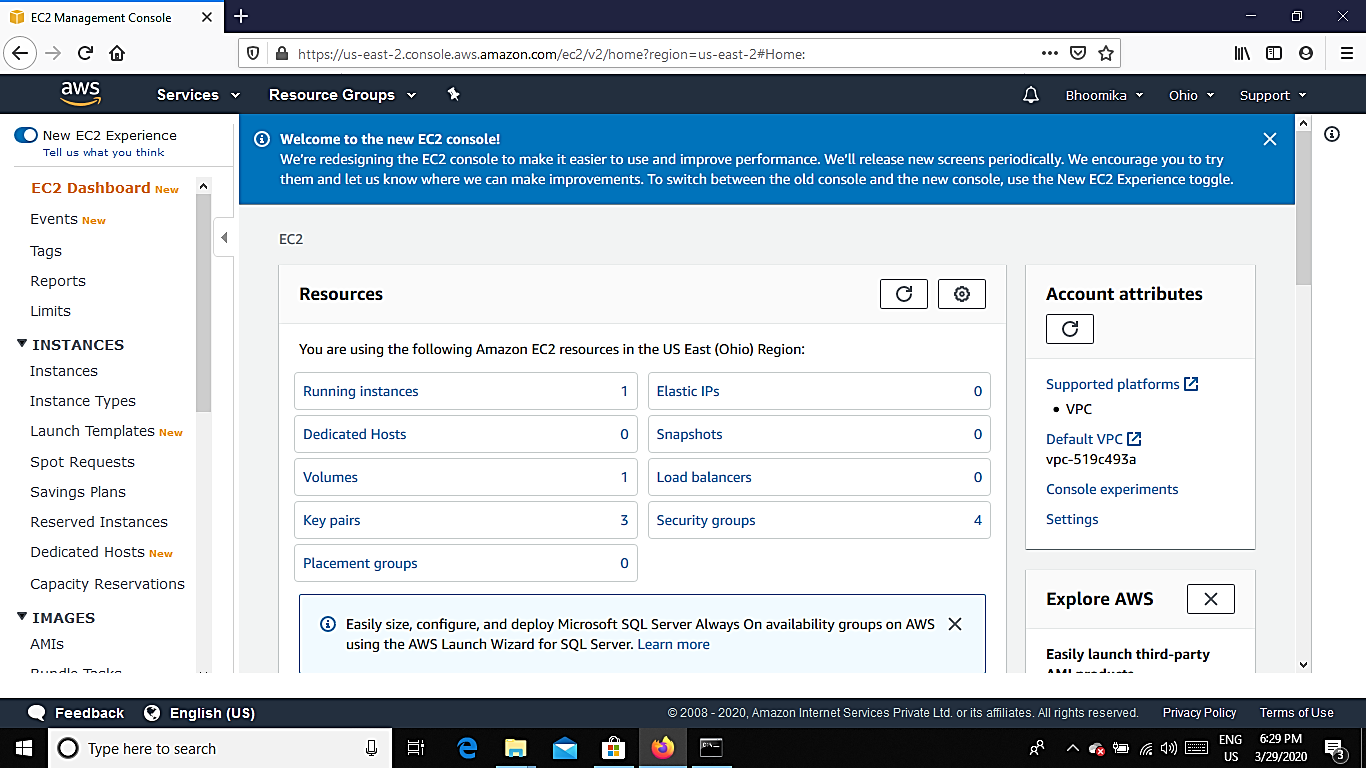 EC2 Management Console
https://us-east-2.console.aws.amazon.com/ec2/v2/home?region=us-east-2#Home:
aws Services Resource Groups Bhoomika Ohio Support
New EC2 Experience
Tell us what you think
EC2 Dashboard New
Events New
Tags
Reports
Limits
INSTANCES
Instances
Instance Types
Launch Templates New
Spot Requests
Savings Plans
Reserved Instances
Dedicated Hosts New
Capacity Reservations
IMAGES
AMIs
Bundle Tasks
Welcome to the new EC2 console!
We're redesigning the EC2 console to make it easier to use and improve performance. We'll release new screens periodically. We encourage you to try
them and let us know where we can make improvements. To switch between the old console and the new console, use the New EC2 Experience toggle.
EC2
Resources
You are using the following Amazon EC2 resources in the US East (Ohio) Region:
Running instances 1
Elastic IPs 0
Dedicated Hosts 0
Snapshots 0
Volumes 1
Load balancers 0
Key pairs 3
Security groups 4
Placement groups 0
Easily size, configure, and deploy Microsoft SQL Server Always On availability groups on AWS
using the AWS Launch Wizard for SQL Server. Learn more
Account attributes
Supported platforms
VPC
Default VPC
vpc-519c493a
Console experiments
Settings
Explore AWS
Easily launch third-party
AMI products
Feedback English (US)
© 2008 - 2020, Amazon Internet Services Private Ltd. or its affiliates. All rights reserved. Privacy Policy Terms of Use
Type here to search
ENG
US
6:29 PM
3/29/2020
3